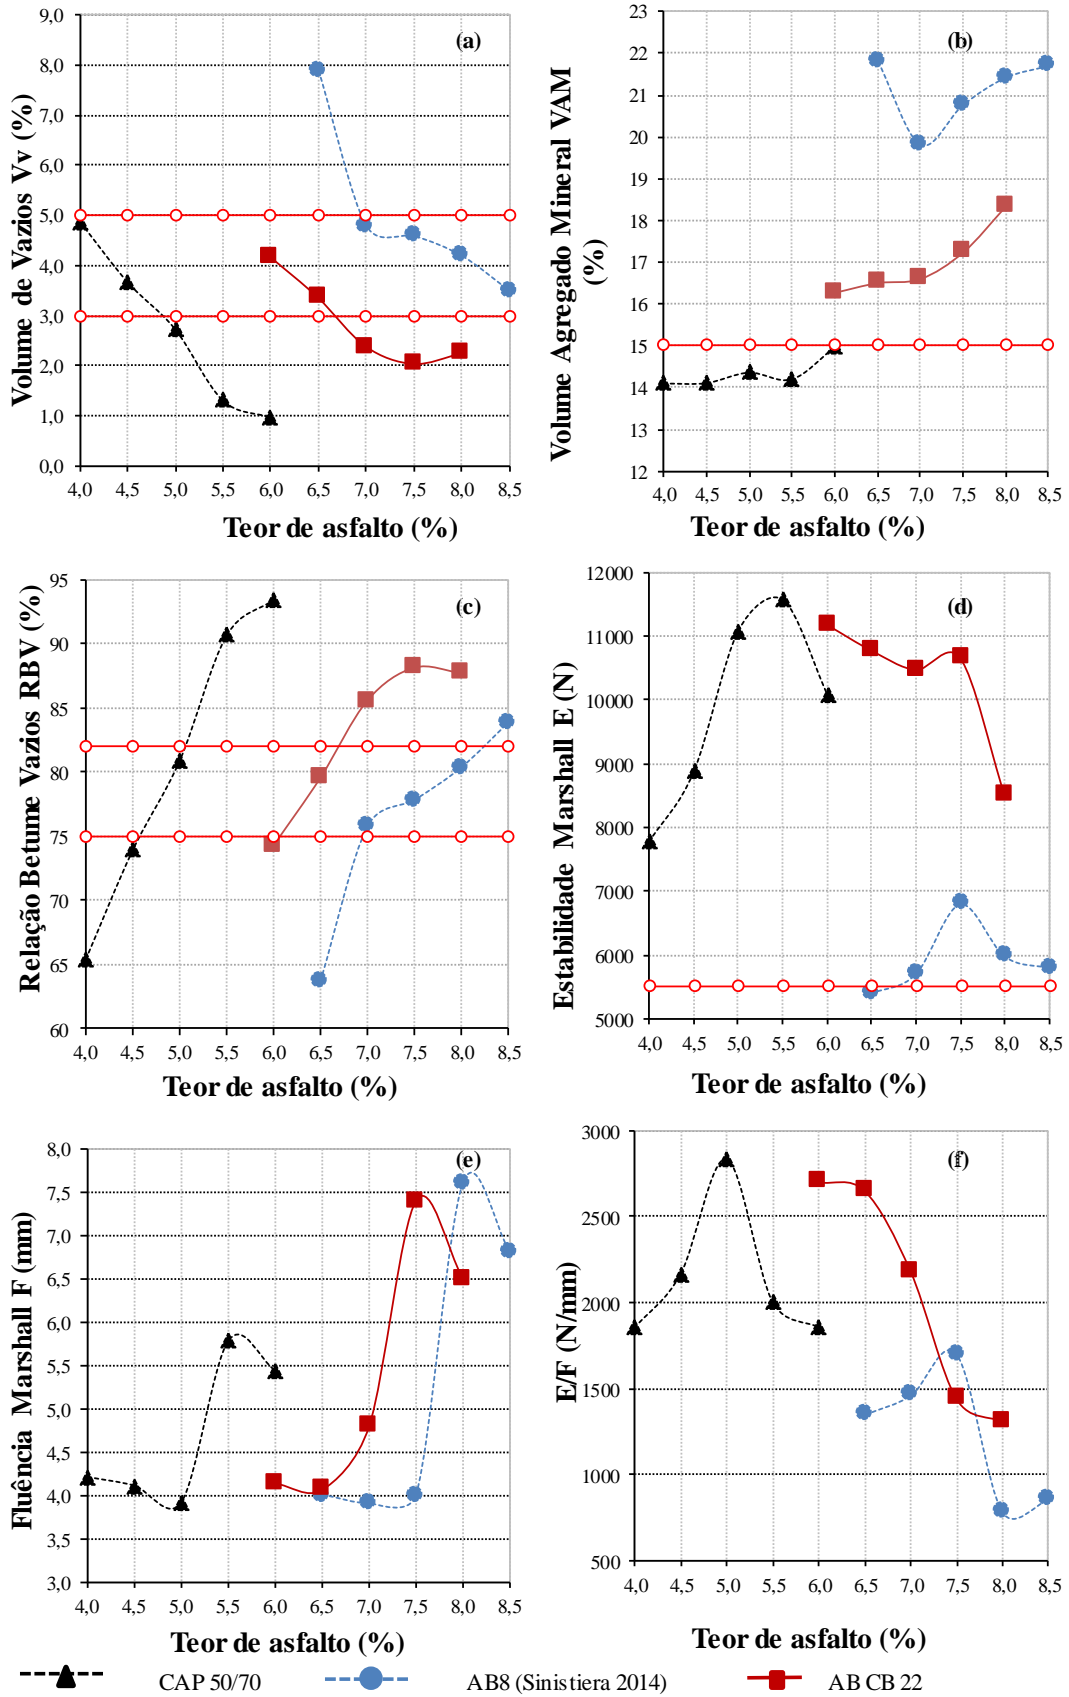 Volume de Vazios Vv (%)
9,0
8,0
7,0
6,0
5,0
4,0
3,0
2,0
1,0
0,0
(a)
4,0 4,5 5,0 5,5 6,0 6,5 7,0 7,5 8,0 8,5
Teor de asfalto (%)
Volume Agregado Mineral VAM
(%)
23
22
21
20
19
18
17
16
15
14
13
12
(b)
4,0 4,5 5,0 5,5 6,0 6,5 7,0 7,5 8,0 8,5
Teor de asfalto (%)
Relação Betume Vazios RBV (%)
95
90
85
80
75
70
65
60
(c)
4,0 4,5 5,0 5,5 6,0 6,5 7,0 7,5 8,0 8,5
Teor de asfalto (%)
Estabilidade Marshall E (N)
12000
11000
10000
9000
8000
7000
6000
5000
(d)
4,0 4,5 5,0 5,5 6,0 6,5 7,0 7,5 8,0 8,5
Teor de asfalto (%)
Fluência Marshall F (mm)
8,0
7,5
7,0
6,5
6,0
5,5
5,0
4,5
4,0
3,5
3,0
(e)
4,0 4,5 5,0 5,5 6,0 6,5 7,0 7,5 8,0 8,5
Teor de asfalto (%)
E/F (N/mm)
3000
2500
2000
1500
1000
500
(f)
4,0 4,5 5,0 5,5 6,0 6,5 7,0 7,5 8,0 8,5
Teor de asfalto (%)
CAP 50/70
AB8 (Sinistiera 2014)
AB CB 22